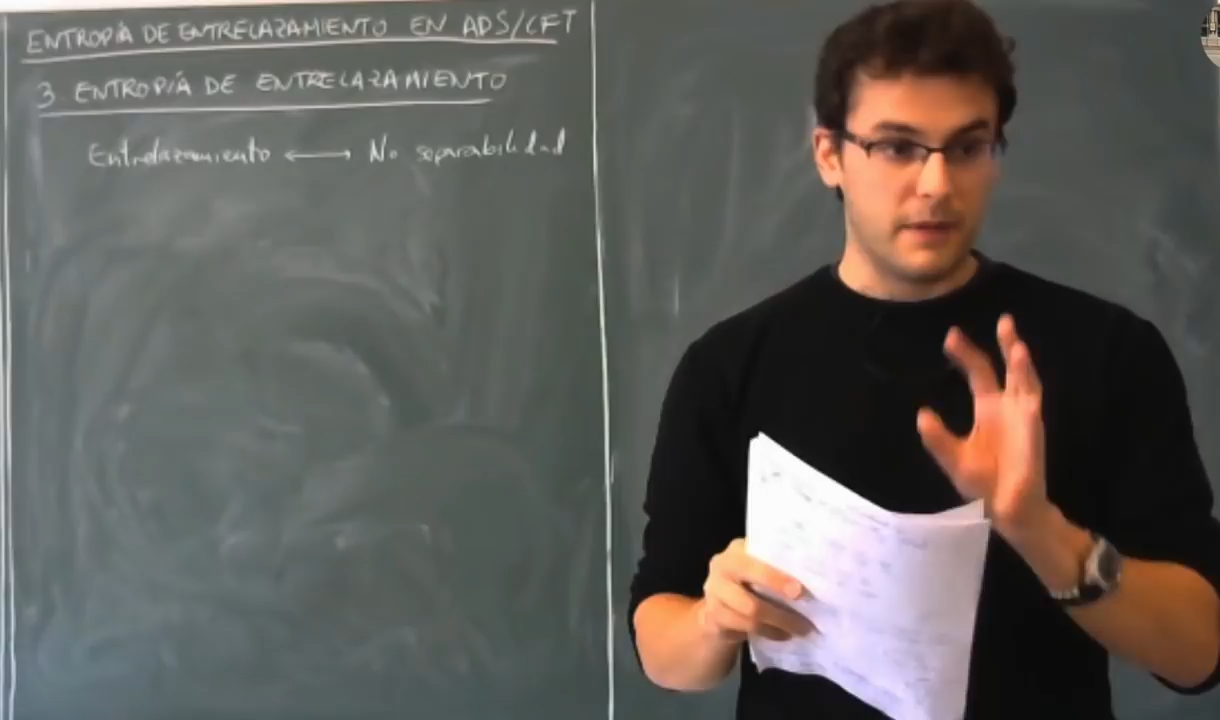 ENTROPÍA DE ENTRELAZAMIENTO EN ADS/CFT
3. ENTROPÍA DE ENTRELAZAMIENTO
Entrelazamiento ⟷ No separabilidad